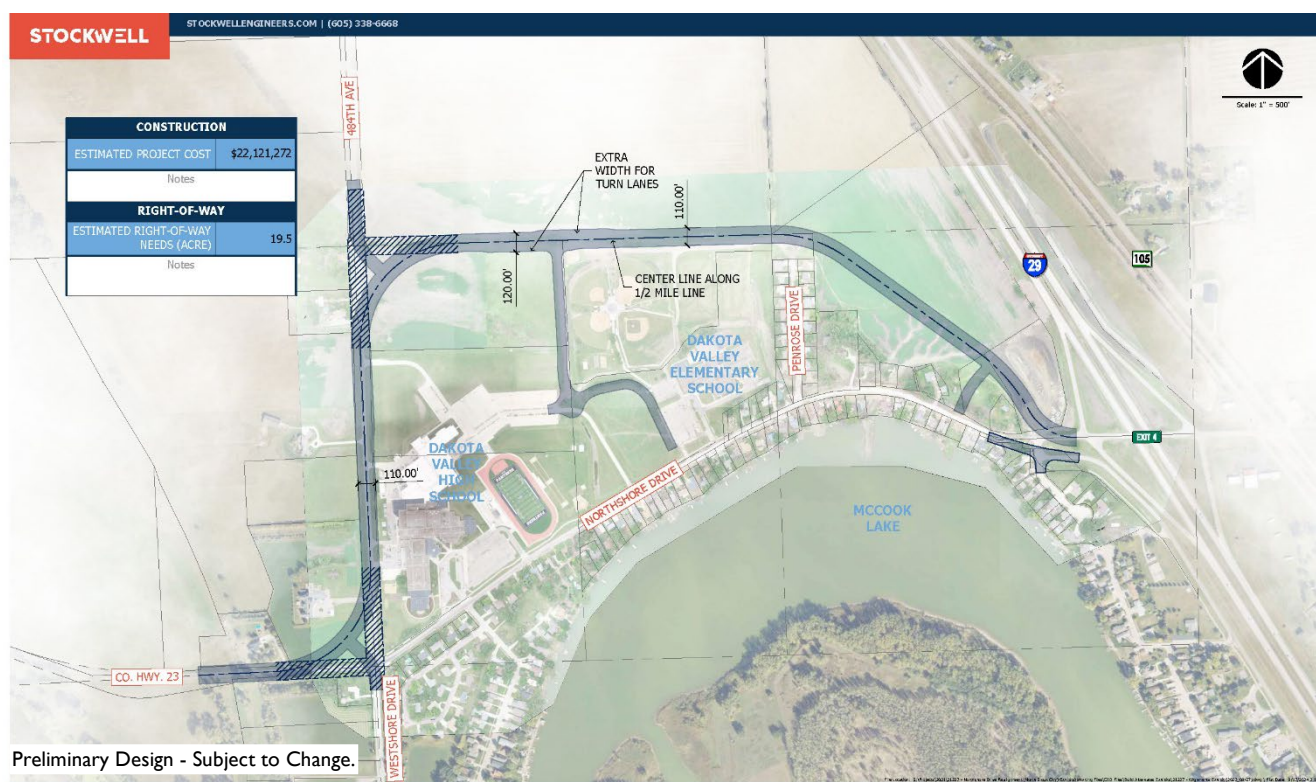 STOCKWELL
STOCKWELLENGINEERS.COM | (605) 338-6668
Scale: 1" = 500'
484TH AVE
CONSTRUCTION
ESTIMATED PROJECT COST $22,121,272
Notes
RIGHT-OF-WAY
ESTIMATED RIGHT-OF-WAY
NEEDS (ACRE) 19.5
Notes
EXTRA
WIDTH FOR
TURN LANES
110.00'
120.00'
CENTER LINE ALONG
1/2 MILE LINE
29
105
PENROSE DRIVE
DAKOTA
VALLEY
ELEMENTARY
SCHOOL
EXIT 4
DAKOTA
VALLEY
HIGH
SCHOOL
110.00'
NORTHSHORE DRIVE
MCCOOK
LAKE
CO. HWY. 23
WESTSHORE DRIVE
Preliminary Design - Subject to Change.